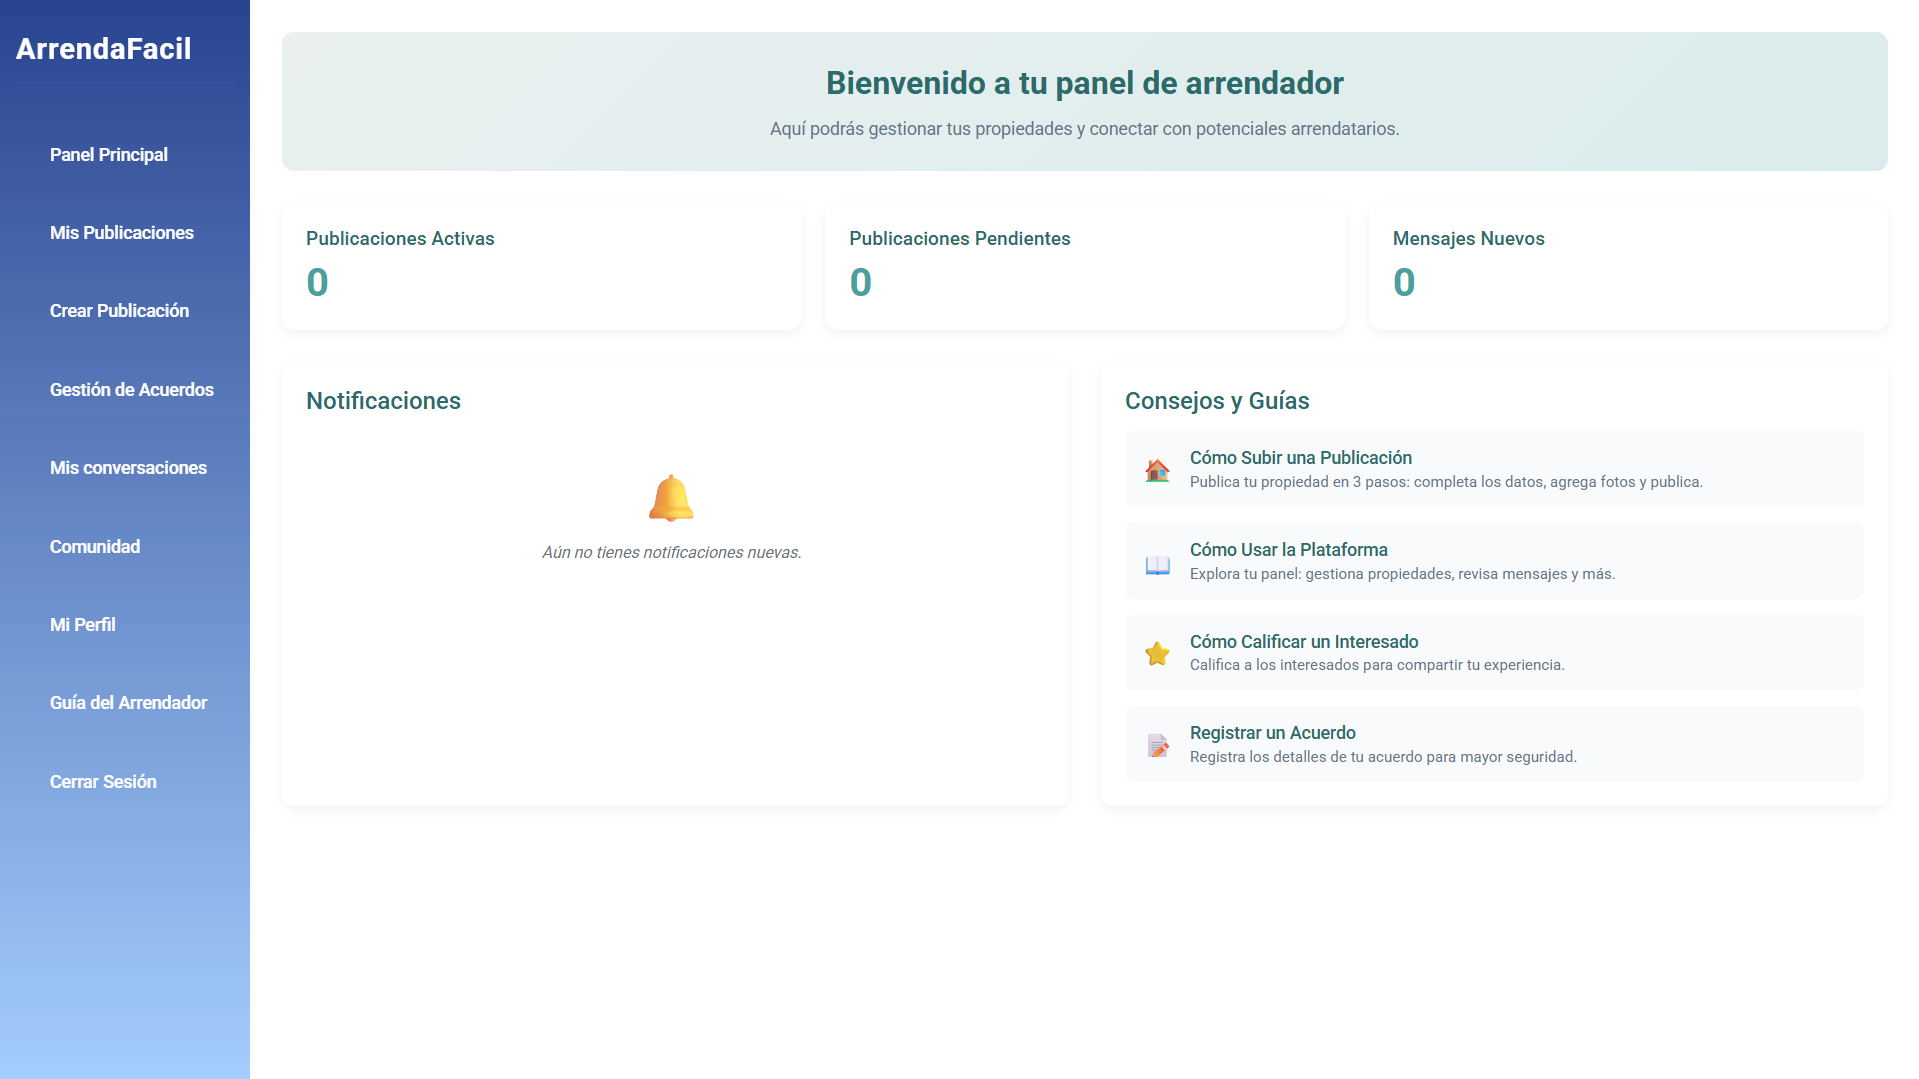 ArrendaFacil
Panel Principal
Mis Publicaciones
Crear Publicación
Gestión de Acuerdos
Mis conversaciones
Comunidad
Mi Perfil
Guía del Arrendador
Cerrar Sesión
Bienvenido a tu panel de arrendador
Aquí podrás gestionar tus propiedades y conectar con potenciales arrendatarios.
Publicaciones Activas
0
Publicaciones Pendientes
0
Mensajes Nuevos
0
Notificaciones
Aún no tienes notificaciones nuevas.
Consejos y Guías
Cómo Subir una Publicación
Publica tu propiedad en 3 pasos: completa los datos, agrega fotos y publica.
Cómo Usar la Plataforma
Explora tu panel: gestiona propiedades, revisa mensajes y más.
Cómo Calificar un Interesado
Califica a los interesados para compartir tu experiencia.
Registrar un Acuerdo
Registra los detalles de tu acuerdo para mayor seguridad.